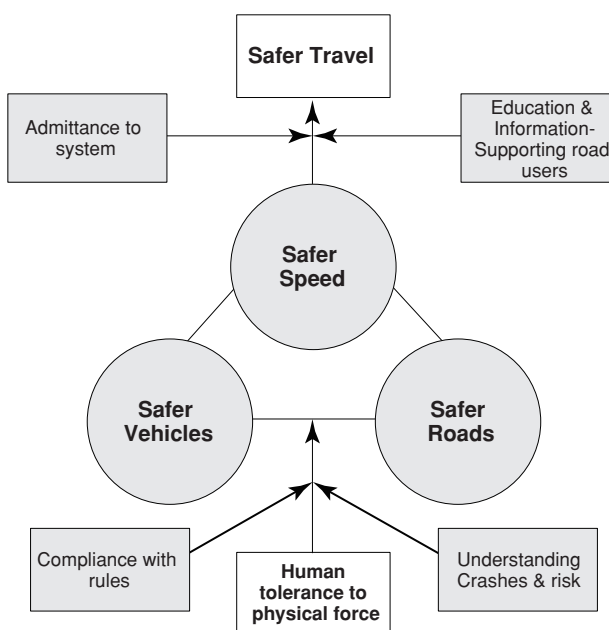 Safer Travel
Admittance to
system
Education &
Information-
Supporting road
users
Safer
Speed
Safer
Vehicles
Safer
Roads
Compliance with
rules
Human
tolerance to
physical force
Understanding
Crashes & risk